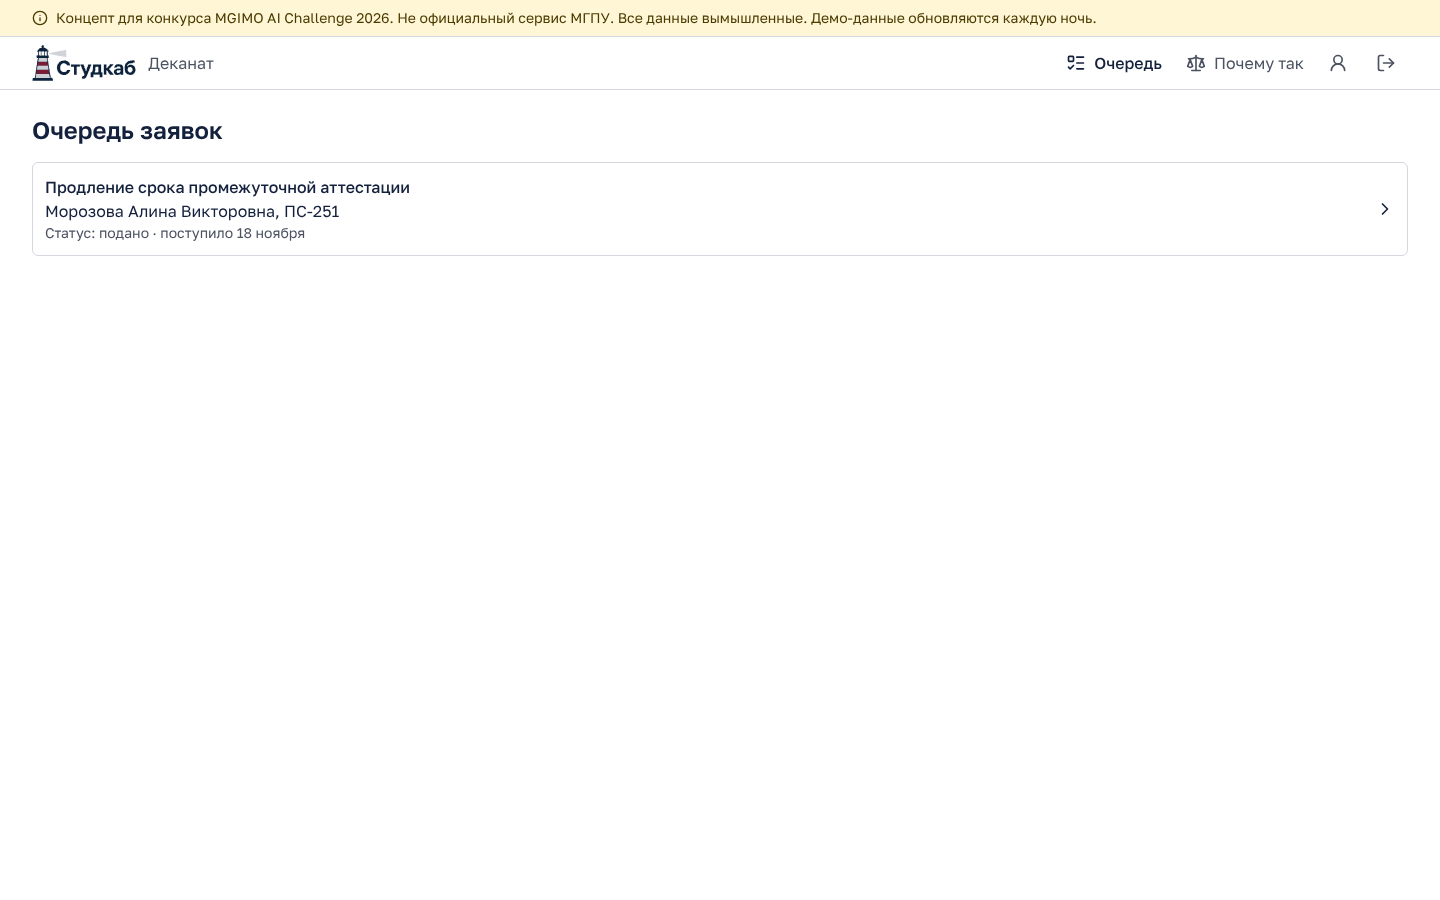 Концепт для конкурса MGIMO AI Challenge 2026. Не официальный сервис МГПУ. Все данные вымышленные. Демо-данные обновляются каждую ночь.
Студкаб Деканат Очередь Почему так
Очередь заявок
Продление срока промежуточной аттестации
Морозова Алина Викторовна, ПС-251
Статус: подано · поступило 18 ноября